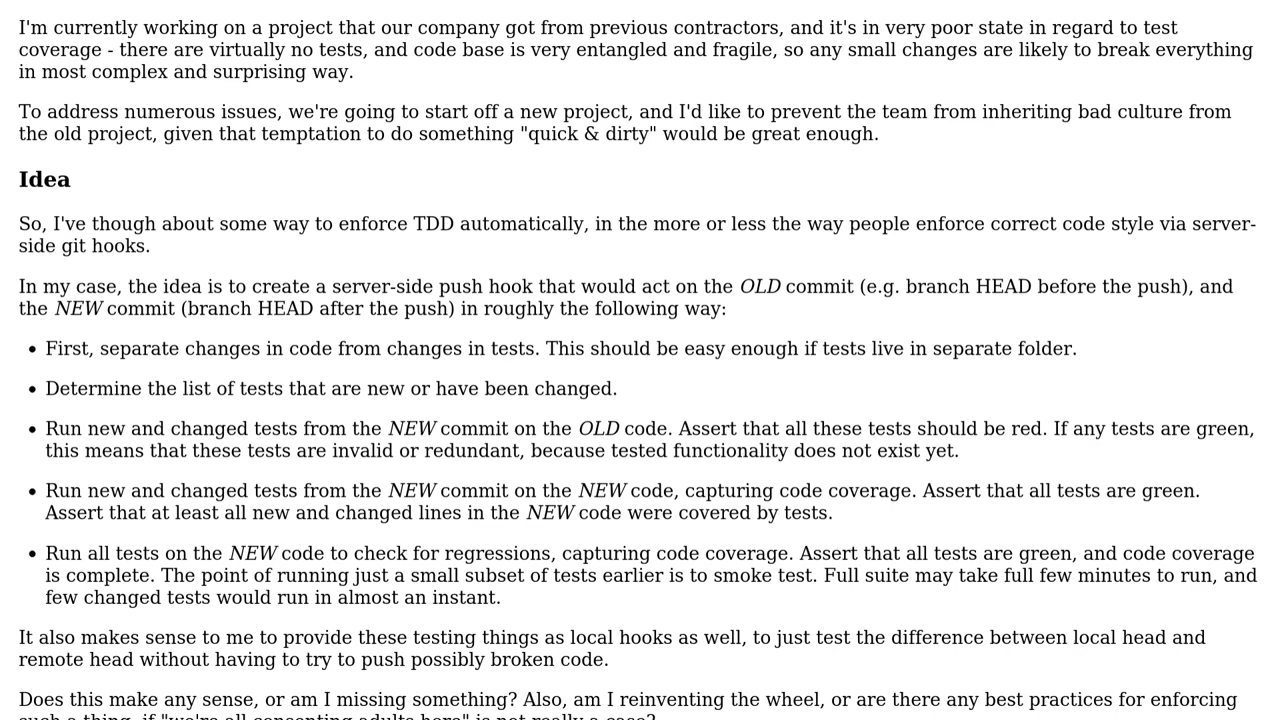 I'm currently working on a project that our company got from previous contractors, and it's in very poor state in regard to test
coverage - there are virtually no tests, and code base is very entangled and fragile, so any small changes are likely to break everything
in most complex and surprising way.
To address numerous issues, we're going to start off a new project, and I'd like to prevent the team from inheriting bad culture from
the old project, given that temptation to do something "quick & dirty" would be great enough.
Idea
So, I've though about some way to enforce TDD automatically, in the more or less the way people enforce correct code style via server-
side git hooks.
In my case, the idea is to create a server-side push hook that would act on the OLD commit (e.g. branch HEAD before the push), and
the NEW commit (branch HEAD after the push) in roughly the following way:
• First, separate changes in code from changes in tests. This should be easy enough if tests live in separate folder.
• Determine the list of tests that are new or have been changed.
• Run new and changed tests from the NEW commit on the OLD code. Assert that all these tests should be red. If any tests are green,
this means that these tests are invalid or redundant, because tested functionality does not exist yet.
• Run new and changed tests from the NEW commit on the NEW code, capturing code coverage. Assert that all tests are green.
Assert that at least all new and changed lines in the NEW code were covered by tests.
• Run all tests on the NEW code to check for regressions, capturing code coverage. Assert that all tests are green, and code coverage
is complete. The point of running just a small subset of tests earlier is to smoke test. Full suite may take full few minutes to run, and
few changed tests would run in almost an instant.
It also makes sense to me to provide these testing things as local hooks as well, to just test the difference between local head and
remote head without having to try to push possibly broken code.
Does this make any sense, or am I missing something? Also, am I reinventing the wheel, or are there any best practices for enforcing
such a thing, if "we're all consenting adults here" is not really a case?